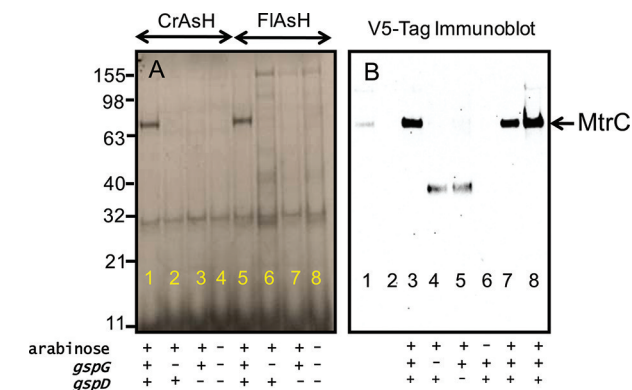 CrAsH FlAsH V5-Tag Immunoblot
A B
155
98
63
40
32
21
11
MtrC
1 2 3 4 5 6 7 8 1 2 3 4 5 6 7 8
arabinose + + + - + + + - + + + - + +
gspG + - + - + - + - + - + + + +
gspD + + - - + + - - + + - + + +